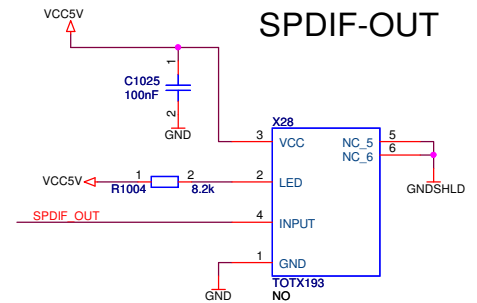 VCC5V
SPDIF-OUT
1
C1025
100nF
2
GND
X28
3
VCC
NC_5
5
NC_6
6
VCC5V
1
2
R1004
8.2k
2
LED
GNDSHLD
SPDIF_OUT
4
INPUT
1
GND
GND
TOTX193
NO